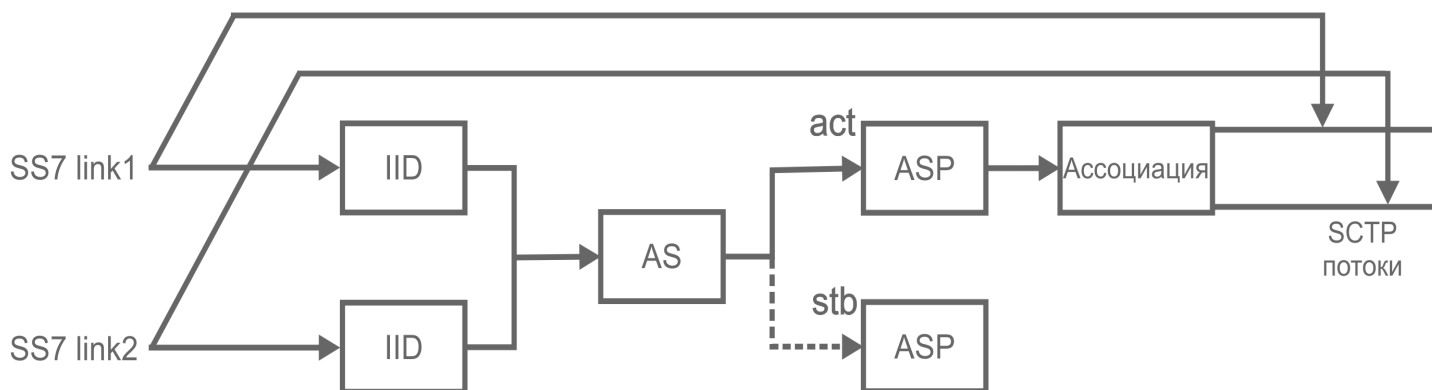 act
SS7 link1
IID
ASP
Ассоциация
AS
SCTP
потоки
stb
SS7 link2
IID
ASP